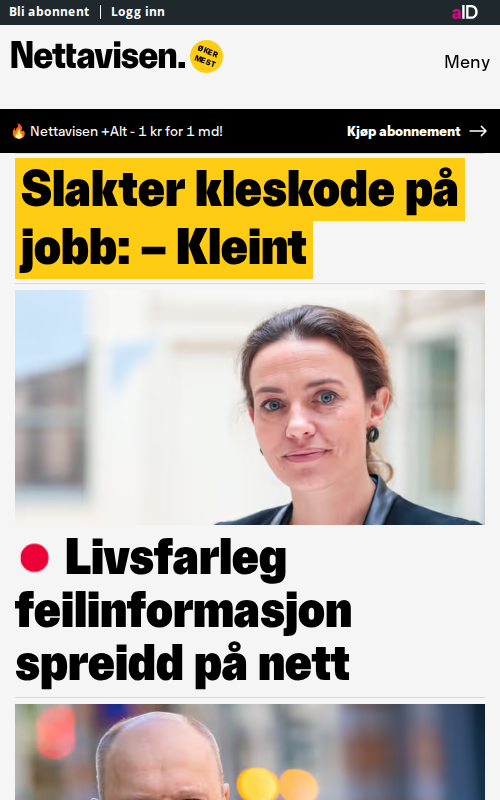 Bli abonnent | Logg inn
aID
Nettavisen. ØKER MEST
Meny
🔥 Nettavisen +Alt - 1 kr for 1 md!
Kjøp abonnement →
Slakter kleskode på
jobb: – Kleint
Livsfarleg
feilinformasjon
spreidd på nett